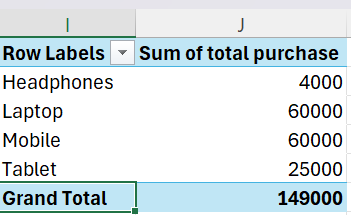 I J
Row Labels Sum of total purchase
Headphones 4000
Laptop 60000
Mobile 60000
Tablet 25000
Grand Total 149000